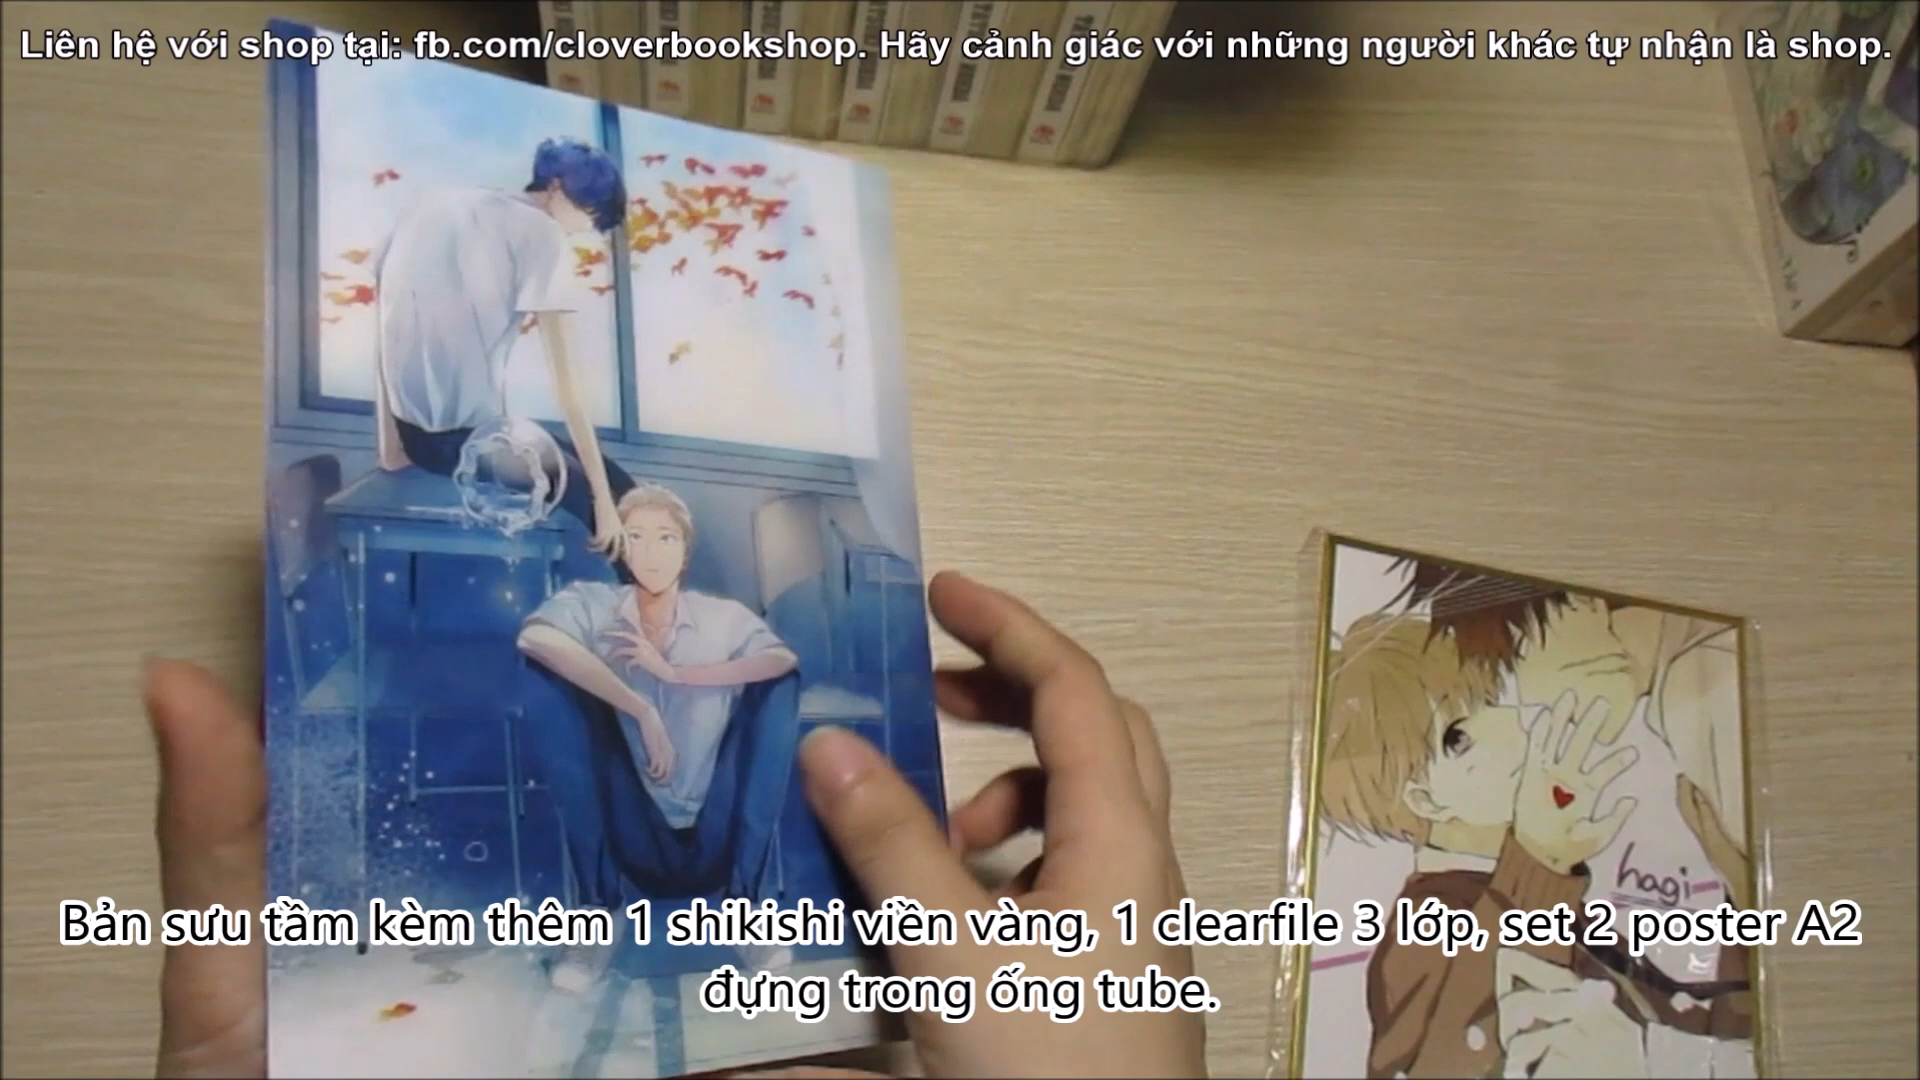 Liên hệ với shop tại: fb.com/cloverbookshop. Hãy cảnh giác với những người khác tự nhận là shop.
hagi
Bản sưu tầm kèm thêm 1 shikishi viền vàng, 1 clearfile 3 lớp, set 2 poster A2
đựng trong ống tube.